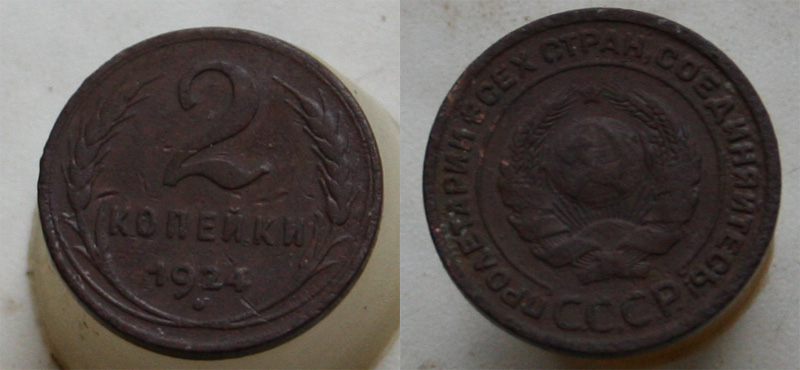 2
КОПЕЙКИ
1924
ПРОЛЕТАРИИ ВСЕХ СТРАН, СОЕДИНЯЙТЕСЬ!
СССР